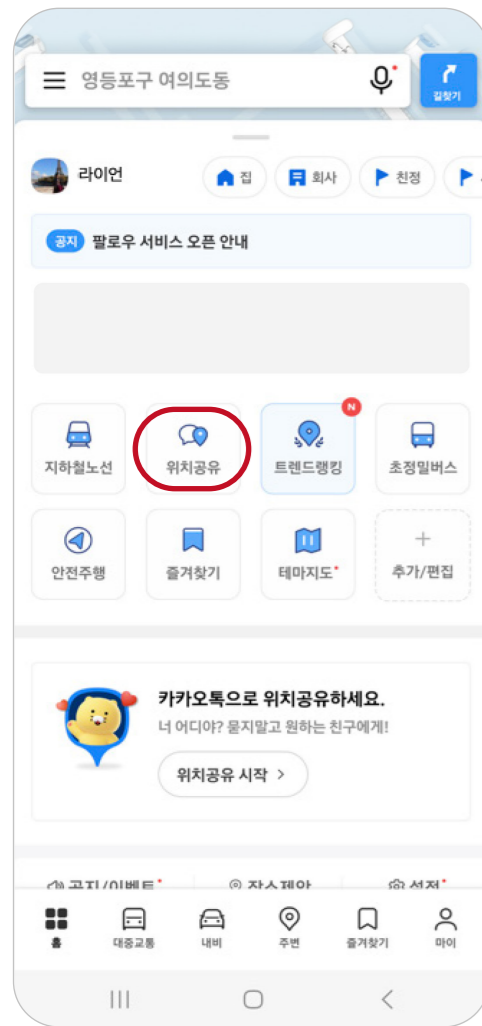 영등포구 여의도동
길찾기
라이언
집
회사
친정
공지 팔로우 서비스 오픈 안내
N
지하철노선
위치공유
트렌드랭킹
초정밀버스
안전주행
즐겨찾기
테마지도
추가/편집
카카오톡으로 위치공유하세요.
너 어디야? 묻지말고 원하는 친구에게!
위치공유 시작 >
공지/이벤트
장소제안
설정
홈
대중교통
내비
주변
즐겨찾기
마이